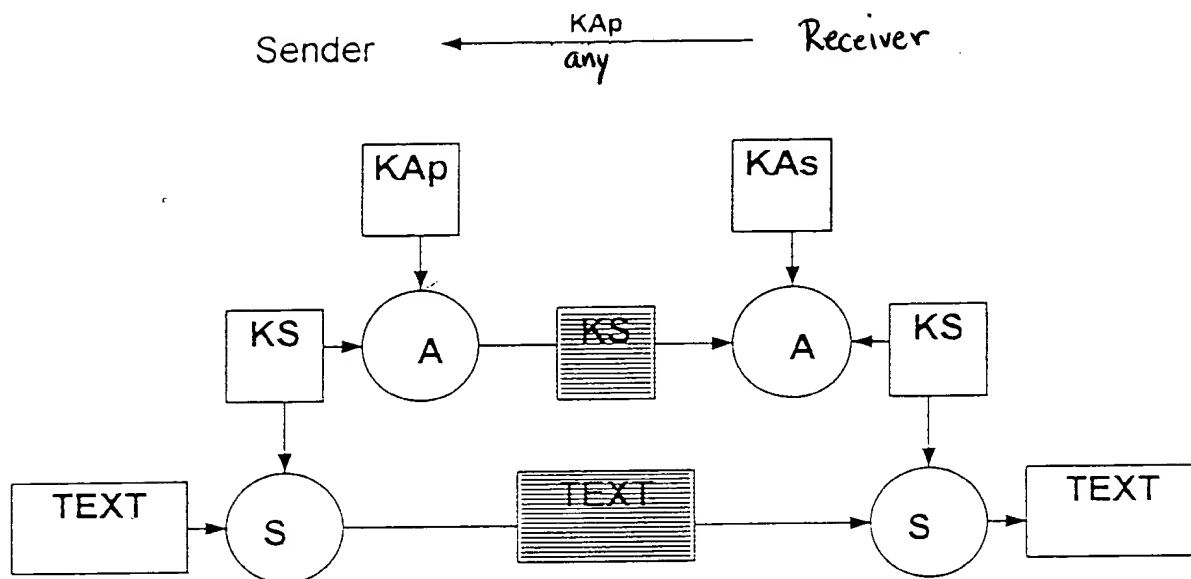 KAp
Sender Receiver
any
KAp KAs
KS A KS A KS
TEXT S TEXT S TEXT